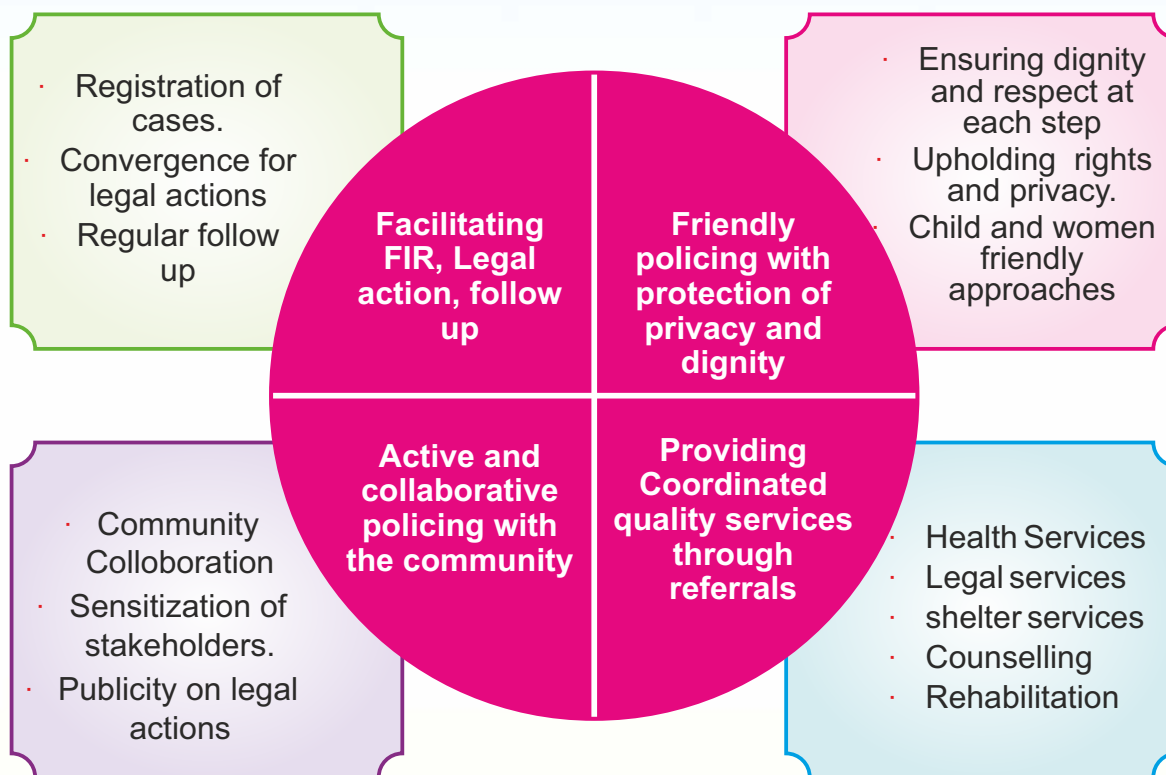 · Registration of
cases.
· Convergence for
legal actions
· Regular follow
up
Facilitating
FIR, Legal
action, follow
up
Friendly
policing with
protection of
privacy and
dignity
· Ensuring dignity
and respect at
each step
· Upholding rights
and privacy.
· Child and women
friendly
approaches
· Community
Colloboration
· Sensitization of
stakeholders.
· Publicity on legal
actions
Active and
collaborative
policing with
the community
Providing
Coordinated
quality services
through
referrals
· Health Services
· Legal services
· shelter services
· Counselling
· Rehabilitation